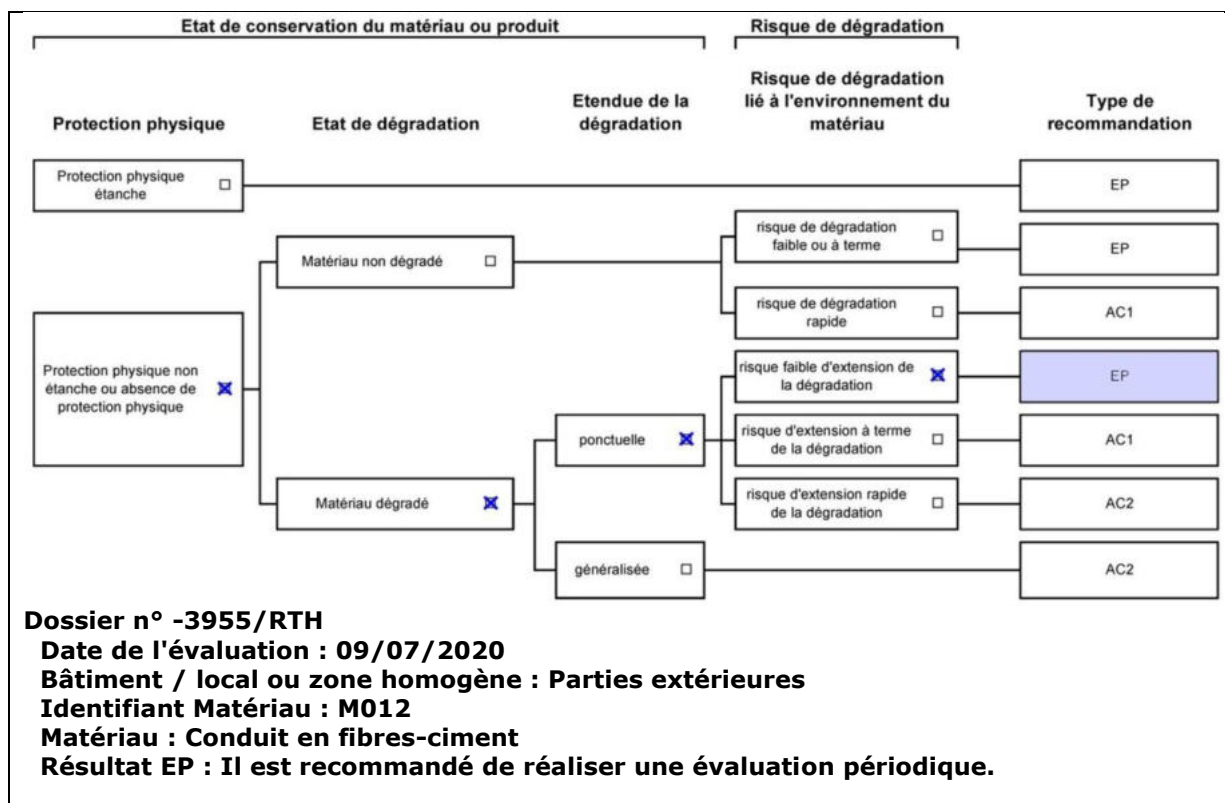 Etat de conservation du matériau ou produit
Risque de dégradation
Protection physique
Etat de dégradation
Etendue de la
dégradation
Risque de dégradation
lié à l'environnement du
matériau
Type de
recommandation
Protection physique
étanche
EP
Protection physique non
étanche ou absence de
protection physique
Matériau non dégradé
risque de dégradation
faible ou à terme
EP
risque de dégradation
rapide
AC1
Matériau dégradé
ponctuelle
risque faible d'extension de
la dégradation
EP
risque d'extension à terme
de la dégradation
AC1
risque d'extension rapide
de la dégradation
AC2
généralisée
AC2
Dossier n° -3955/RTH
Date de l'évaluation : 09/07/2020
Bâtiment / local ou zone homogène : Parties extérieures
Identifiant Matériau : M012
Matériau : Conduit en fibres-ciment
Résultat EP : Il est recommandé de réaliser une évaluation périodique.